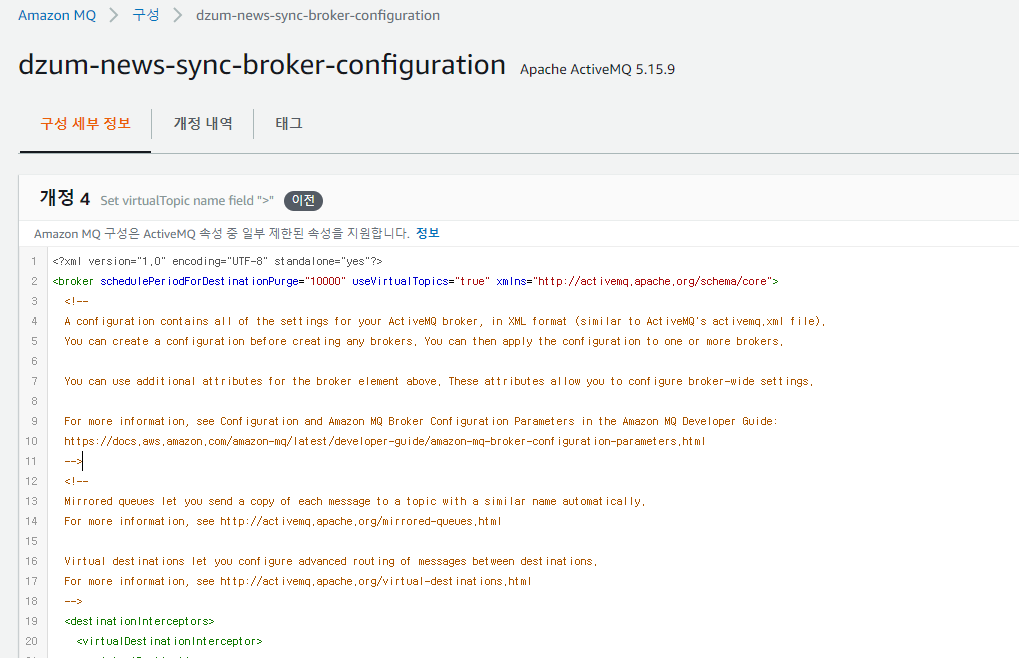 Amazon MQ > 구성 > dzum-news-sync-broker-configuration
dzum-news-sync-broker-configuration Apache ActiveMQ 5.15.9
구성 세부 정보 개정 내역 태그
개정 4 Set virtualTopic name field ">" 이전
Amazon MQ 구성은 ActiveMQ 속성 중 일부 제한된 속성을 지원합니다. 정보
1 <?xml version="1.0" encoding="UTF-8" standalone="yes"?>
2 <broker schedulePeriodForDestinationPurge="10000" useVirtualTopics="true" xmlns="http://activemq.apache.org/schema/core">
3 <!--
4 A configuration contains all of the settings for your ActiveMQ broker, in XML format (similar to ActiveMQ's activemq.xml file).
5 You can create a configuration before creating any brokers. You can then apply the configuration to one or more brokers.
6
7 You can use additional attributes for the broker element above. These attributes allow you to configure broker-wide settings.
8
9 For more information, see Configuration and Amazon MQ Broker Configuration Parameters in the Amazon MQ Developer Guide:
10 https://docs.aws.amazon.com/amazon-mq/latest/developer-guide/amazon-mq-broker-configuration-parameters.html
11 -->
12 <!--
13 Mirrored queues let you send a copy of each message to a topic with a similar name automatically.
14 For more information, see http://activemq.apache.org/mirrored-queues.html
15
16 Virtual destinations let you configure advanced routing of messages between destinations.
17 For more information, see http://activemq.apache.org/virtual-destinations.html
18 -->
19 <destinationInterceptors>
20 <virtualDestinationInterceptor>